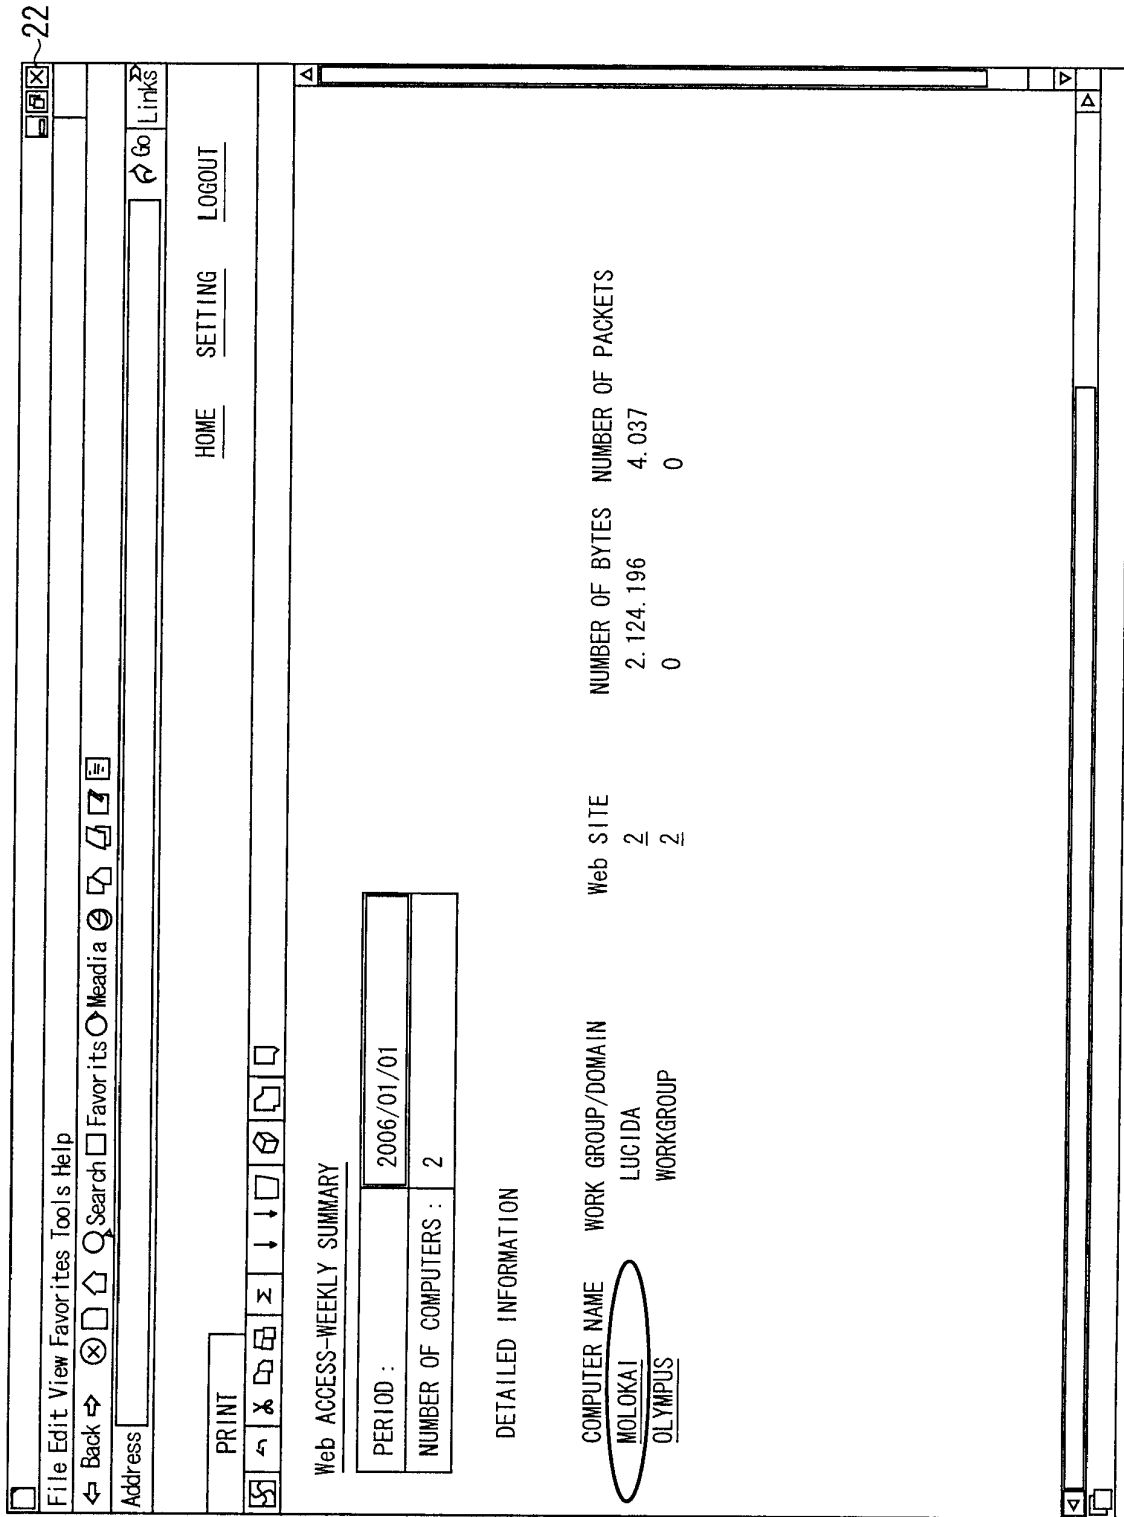 22
File Edit View Favorites Tools Help
Back Search Favorits Meadia
Address Go Links
HOME SETTING LOGOUT
PRINT
Web ACCESS-WEEKLY SUMMARY
PERIOD : 2006/01/01
NUMBER OF COMPUTERS : 2
DETAILED INFORMATION
COMPUTER NAME WORK GROUP/DOMAIN Web SITE NUMBER OF BYTES NUMBER OF PACKETS
MOLOKAI LUCIDA 2 2.124.196 4.037
OLYMPUS WORKGROUP 2 0 0